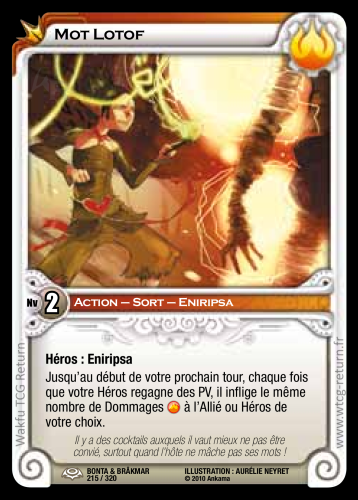 Mot Lotof
Nv 2
Action – Sort – Eniripsa
Héros : Eniripsa
Jusqu'au début de votre prochain tour, chaque fois
que votre Héros regagne des PV, il inflige le même
nombre de Dommages à l'Allié ou Héros de
votre choix.
Il y a des cocktails auxquels il vaut mieux ne pas être
convié, surtout quand l'hôte ne mâche pas ses mots !
Wakfu TCG Return
www.wtcg-return.fr
BONTA & BRÂKMAR
215 / 320
ILLUSTRATION : AURÉLIE NEYRET
© 2010 Ankama